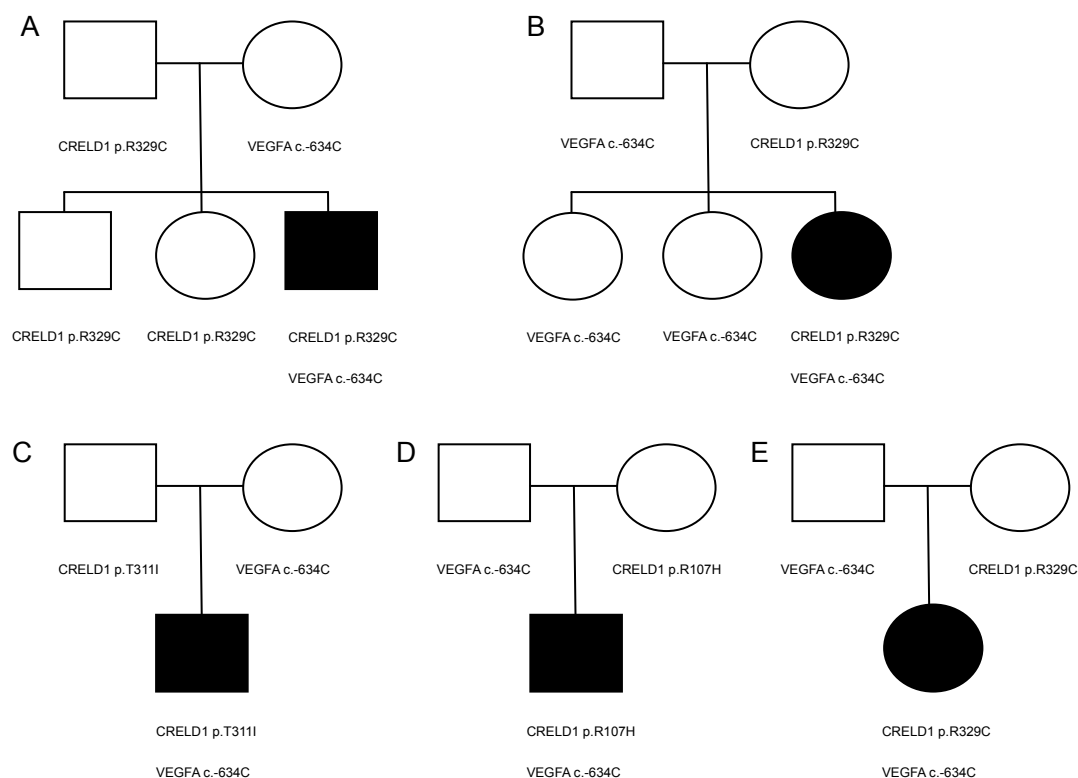 A
B
CRELD1 p.R329C
VEGFA c.-634C
VEGFA c.-634C
CRELD1 p.R329C
CRELD1 p.R329C
CRELD1 p.R329C
CRELD1 p.R329C
VEGFA c.-634C
VEGFA c.-634C
VEGFA c.-634C
CRELD1 p.R329C
VEGFA c.-634C
C
D
E
CRELD1 p.T311I
VEGFA c.-634C
VEGFA c.-634C
CRELD1 p.R107H
VEGFA c.-634C
CRELD1 p.R329C
CRELD1 p.T311I
VEGFA c.-634C
CRELD1 p.R107H
VEGFA c.-634C
CRELD1 p.R329C
VEGFA c.-634C